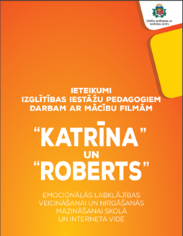 IETEIKUMI
IZGLĪTĪBAS IESTĀŽU PEDAGOGIEM
DARBAM AR MĀCĪBU FILMĀM
“KATRĪNA”
UN
“ROBERTS”
EMOCIONĀLĀS LABKLĀJĪBAS
VEICINĀŠANAI UN ŅIRGĀŠANĀS
MAZINĀŠANAI SKOLĀ
UN INTERNETA VIDĒ